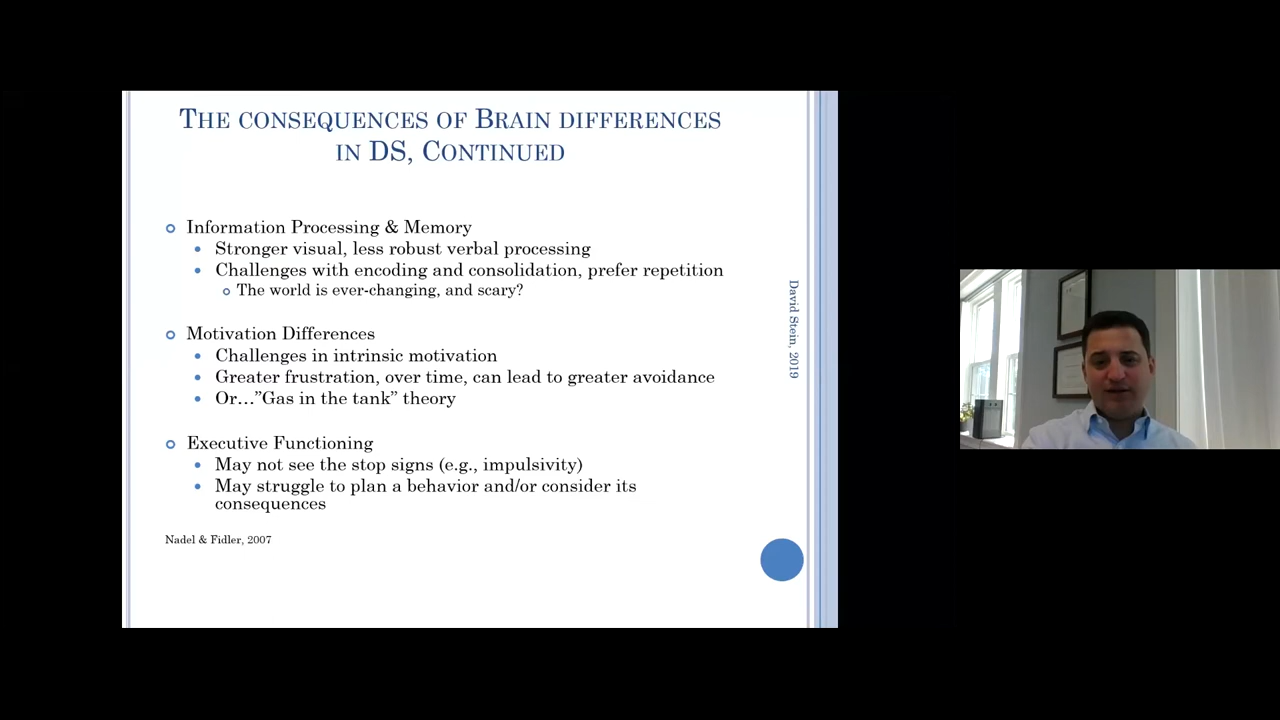 THE CONSEQUENCES OF BRAIN DIFFERENCES
IN DS, CONTINUED
Information Processing & Memory
Stronger visual, less robust verbal processing
Challenges with encoding and consolidation, prefer repetition
The world is ever-changing, and scary?
Motivation Differences
Challenges in intrinsic motivation
Greater frustration, over time, can lead to greater avoidance
Or…”Gas in the tank” theory
Executive Functioning
May not see the stop signs (e.g., impulsivity)
May struggle to plan a behavior and/or consider its
consequences
Nadel & Fidler, 2007
David Stein, 2019